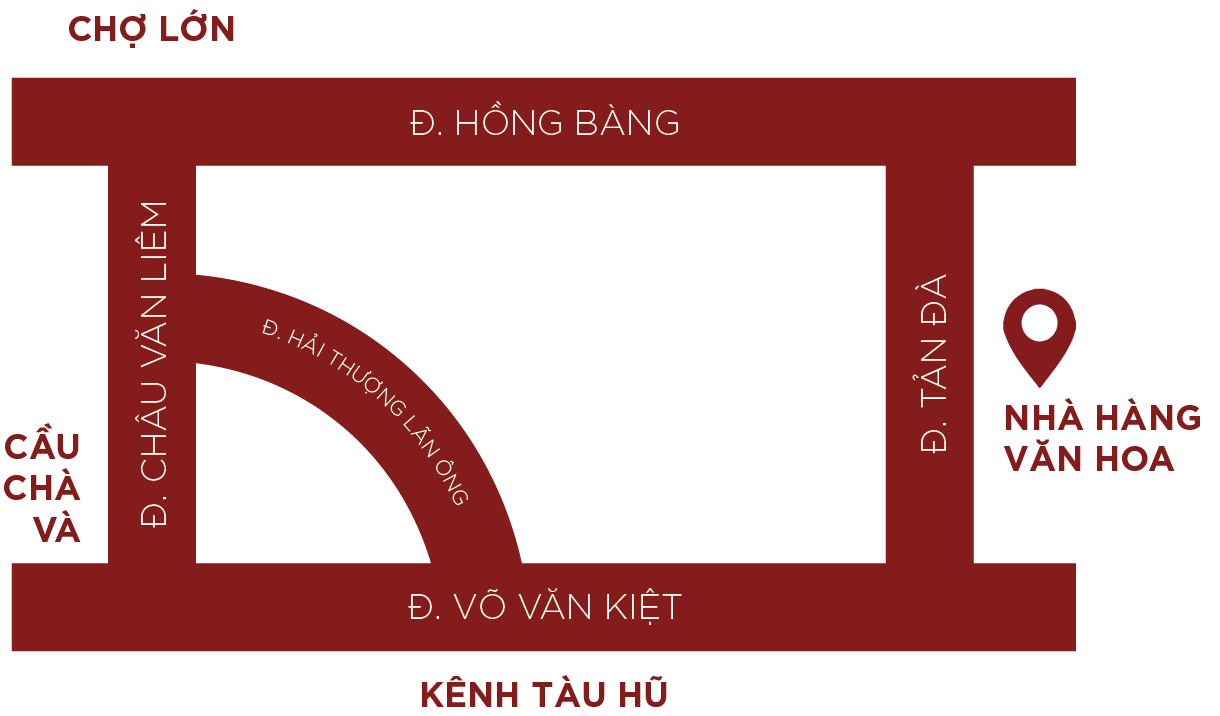 CHỢ LỚN
Đ. HỒNG BÀNG
Đ. CHÂU VĂN LIÊM
Đ. HẢI THƯỢNG LÃN ÔNG
Đ. TẢN ĐÀ
NHÀ HÀNG
VĂN HOA
CẦU
CHÀ
VÀ
Đ. VÕ VĂN KIỆT
KÊNH TÀU HŨ